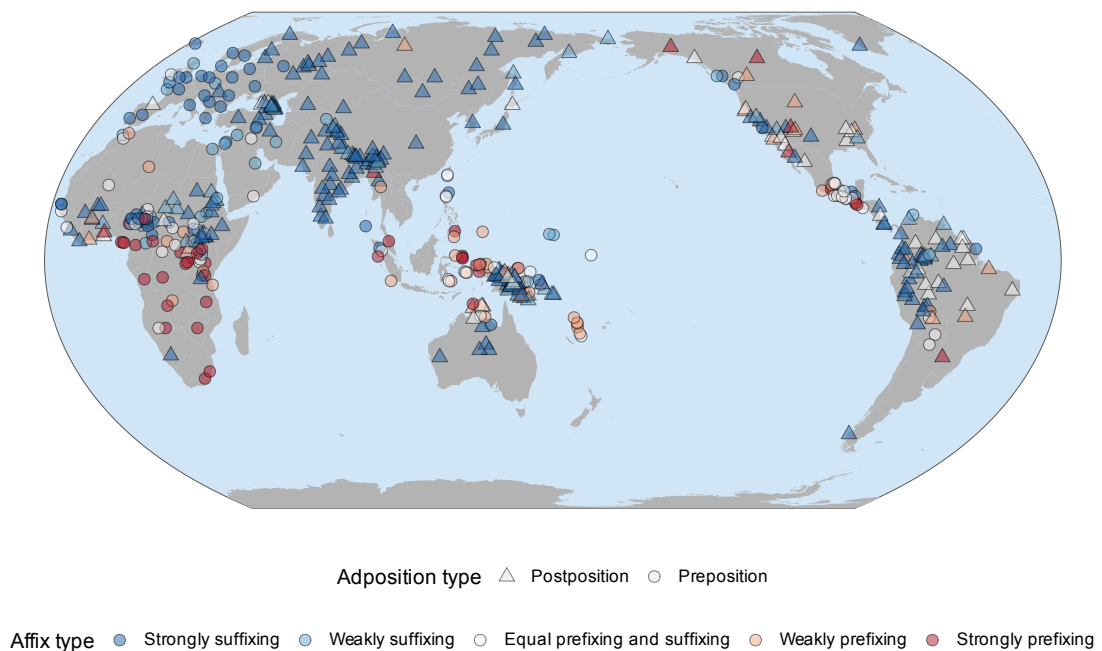 Adposition type Postposition Preposition
Affix type Strongly suffixing Weakly suffixing Equal prefixing and suffixing Weakly prefixing Strongly prefixing